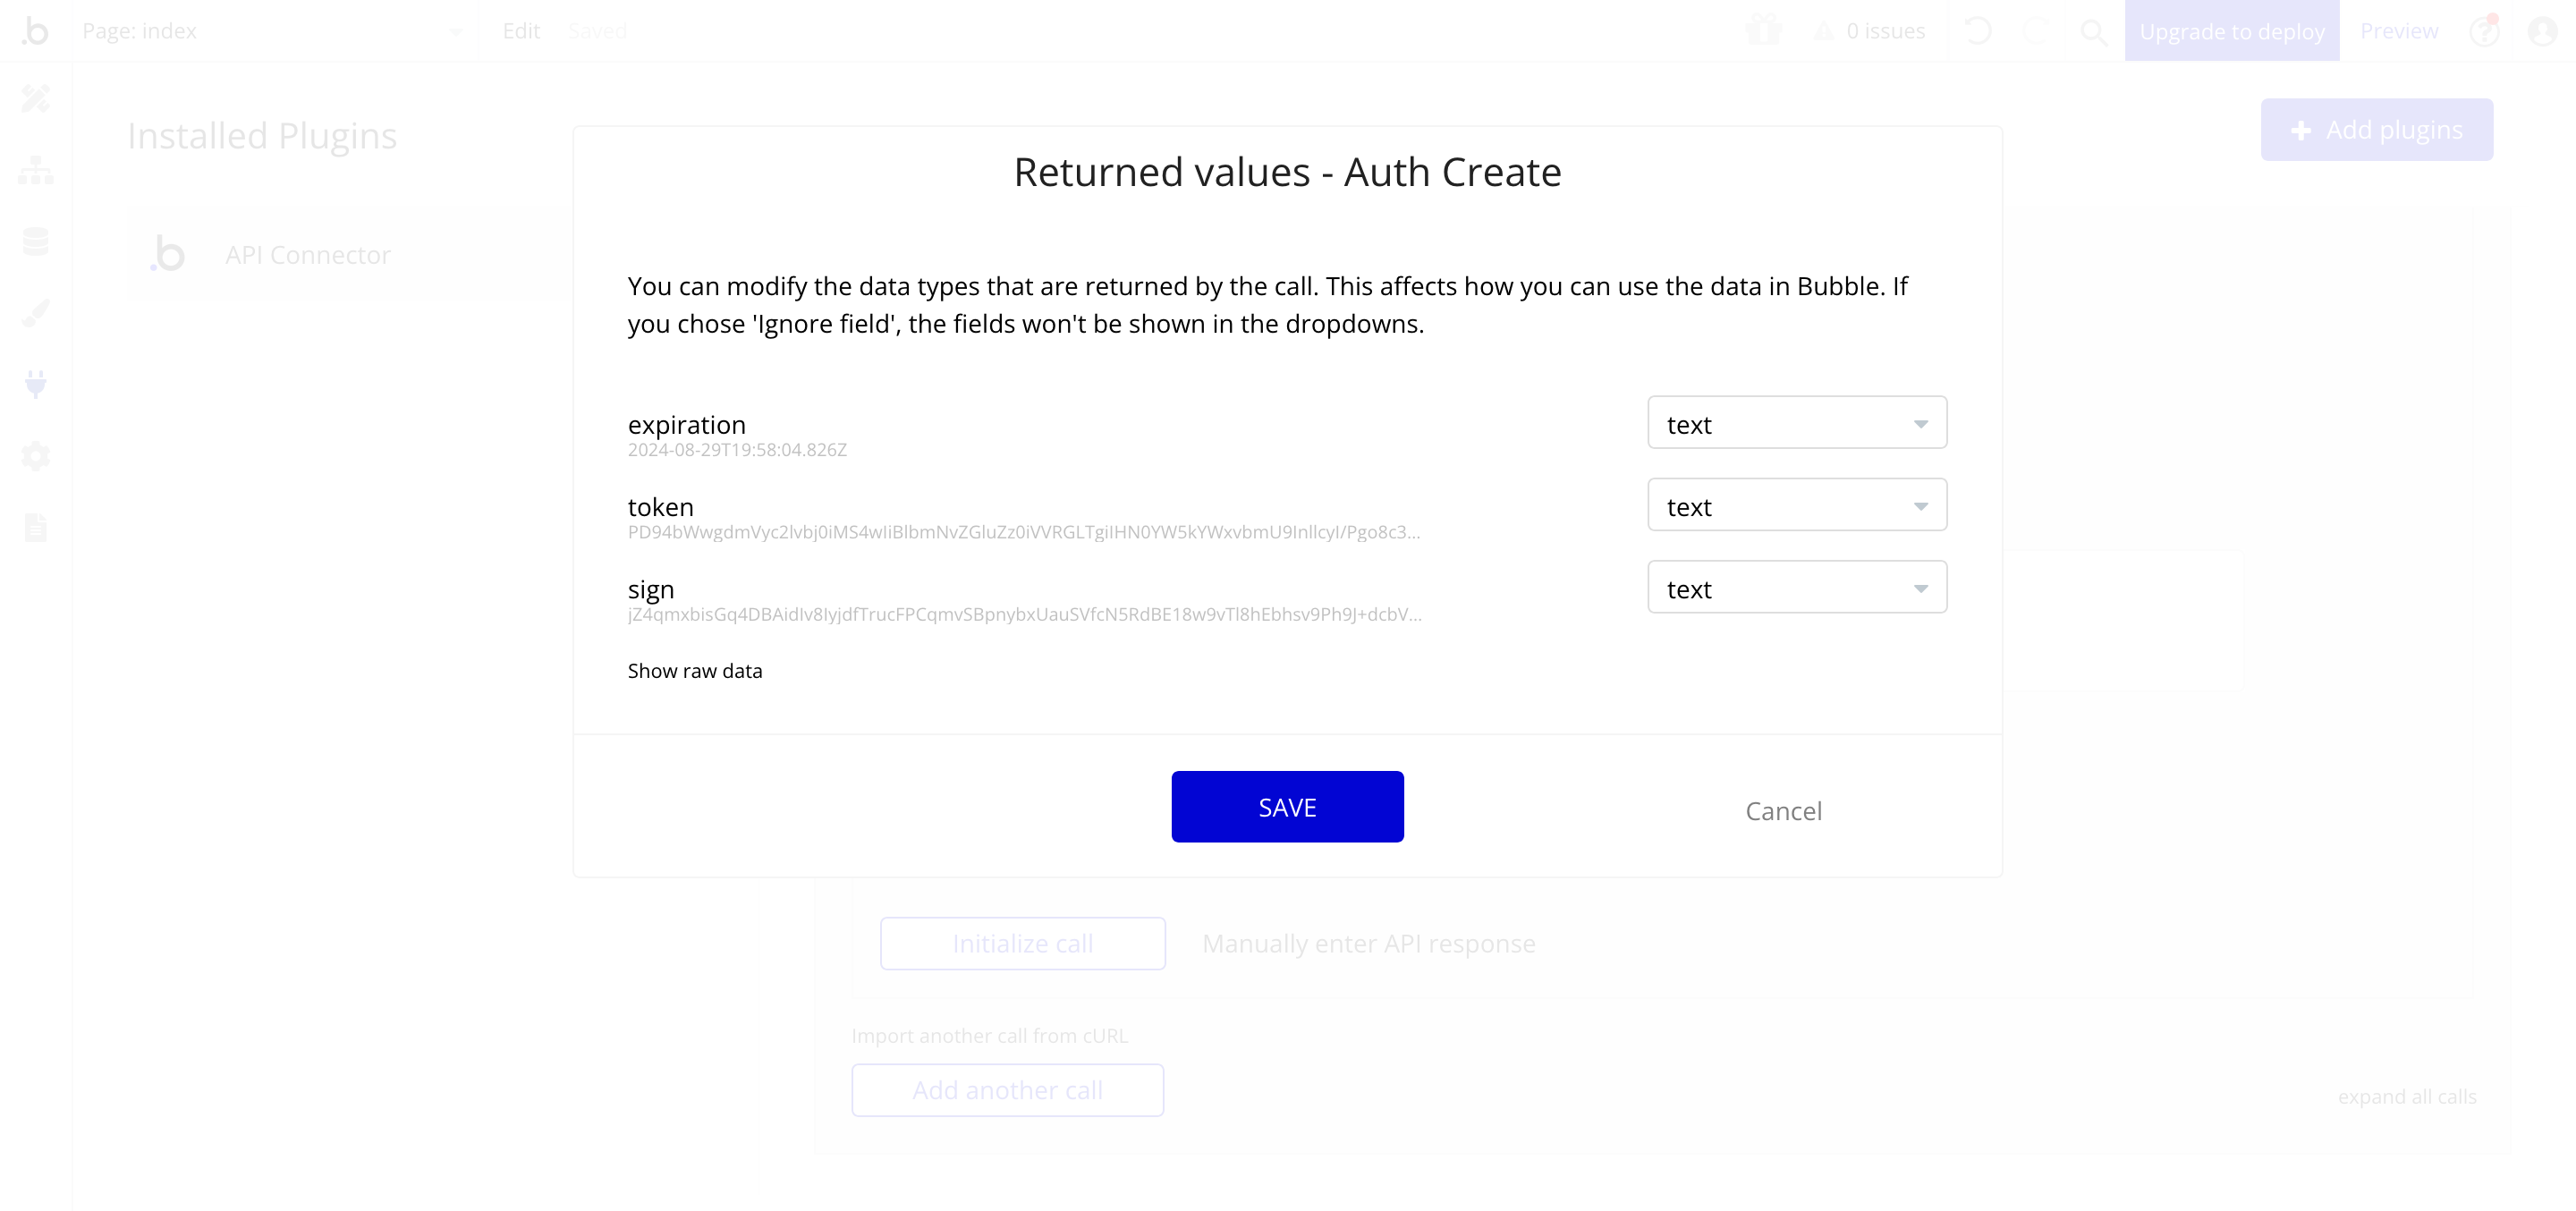 .b Page: index Edit Saved 0 issues Upgrade to deploy Preview
Installed Plugins
+ Add plugins
.b API Connector
Returned values - Auth Create
You can modify the data types that are returned by the call. This affects how you can use the data in Bubble. If
you chose 'Ignore field', the fields won't be shown in the dropdowns.
expiration text
2024-08-29T19:58:04.826Z
token text
PD94bWwgdmVyc2lvbj0iMS4wIiBlbmNvZGluZz0iVVRGLTgiIHN0YW5kYWxvbmU9InllcyI/Pgo8c3...
sign text
jZ4qmxbisGq4DBAidIv8IyjdfTrucFPCqmvSBpnybxUauSVfcN5RdBE18w9vTl8hEbhsv9Ph9J+dcbV...
Show raw data
SAVE Cancel
Initialize call Manually enter API response
Import another call from cURL
Add another call
expand all calls